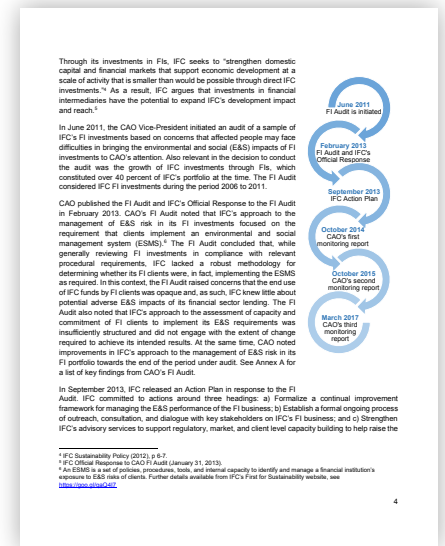 Through its investments in FIs, IFC seeks to "strengthen domestic
capital and financial markets that support economic development at a
scale of activity that is smaller than would be possible through direct IFC
investments."⁴ As a result, IFC argues that investments in financial
intermediaries have the potential to expand IFC's development impact
and reach.⁵
In June 2011, the CAO Vice-President initiated an audit of a sample of
IFC's FI investments based on concerns that affected people may face
difficulties in bringing the environmental and social (E&S) impacts of FI
investments to CAO's attention. Also relevant in the decision to conduct
the audit was the growth of IFC investments through FIs, which
constituted over 40 percent of IFC's portfolio at the time. The FI Audit
considered IFC FI investments during the period 2006 to 2011.
CAO published the FI Audit and IFC's Official Response to the FI Audit
in February 2013. CAO's FI Audit noted that IFC's approach to the
management of E&S risk in its FI investments focused on the
requirement that clients implement an environmental and social
management system (ESMS).⁶ The FI Audit concluded that, while
generally reviewing FI investments in compliance with relevant
procedural requirements, IFC lacked a robust methodology for
determining whether its FI clients were, in fact, implementing the ESMS
as required. In this context, the FI Audit raised concerns that the end use
of IFC funds by FI clients was opaque and, as such, IFC knew little about
potential adverse E&S impacts of its financial sector lending. The FI
Audit also noted that IFC's approach to the assessment of capacity and
commitment of FI clients to implement its E&S requirements was
insufficiently structured and did not engage with the extent of change
required to achieve its intended results. At the same time, CAO noted
improvements in IFC's approach to the management of E&S risk in its
FI portfolio towards the end of the period under audit. See Annex A for
a list of key findings from CAO's FI Audit.
In September 2013, IFC released an Action Plan in response to the FI
Audit. IFC committed to actions around three headings: a) Formalize a continual improvement
framework for managing the E&S performance of the FI business; b) Establish a formal ongoing process
of outreach, consultation, and dialogue with key stakeholders on IFC's FI business; and c) Strengthen
IFC's advisory services to support regulatory, market, and client level capacity building to help raise the
June 2011
FI Audit is initiated
February 2013
FI Audit and IFC's
Official Response
September 2013
IFC Action Plan
October 2014
CAO's first
monitoring report
October 2015
CAO's second
monitoring report
March 2017
CAO's third
monitoring
report
⁴ IFC Sustainability Policy (2012), p 6-7.
⁵ IFC Official Response to CAO FI Audit (January 31, 2013).
⁶ An ESMS is a set of policies, procedures, tools, and internal capacity to identify and manage a financial institution's
exposure to E&S risks of clients. Further details available from IFC's First for Sustainability website, see
4